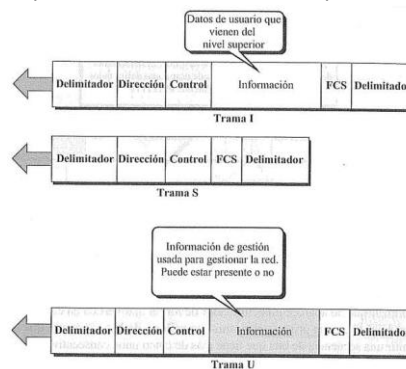 Datos de usuario que
vienen del
nivel superior
Delimitador Dirección Control Información FCS Delimitador
Trama I
Delimitador Dirección Control FCS Delimitador
Trama S
Información de gestión
usada para gestionar la red.
Puede estar presente o no
Delimitador Dirección Control Información FCS Delimitador
Trama U